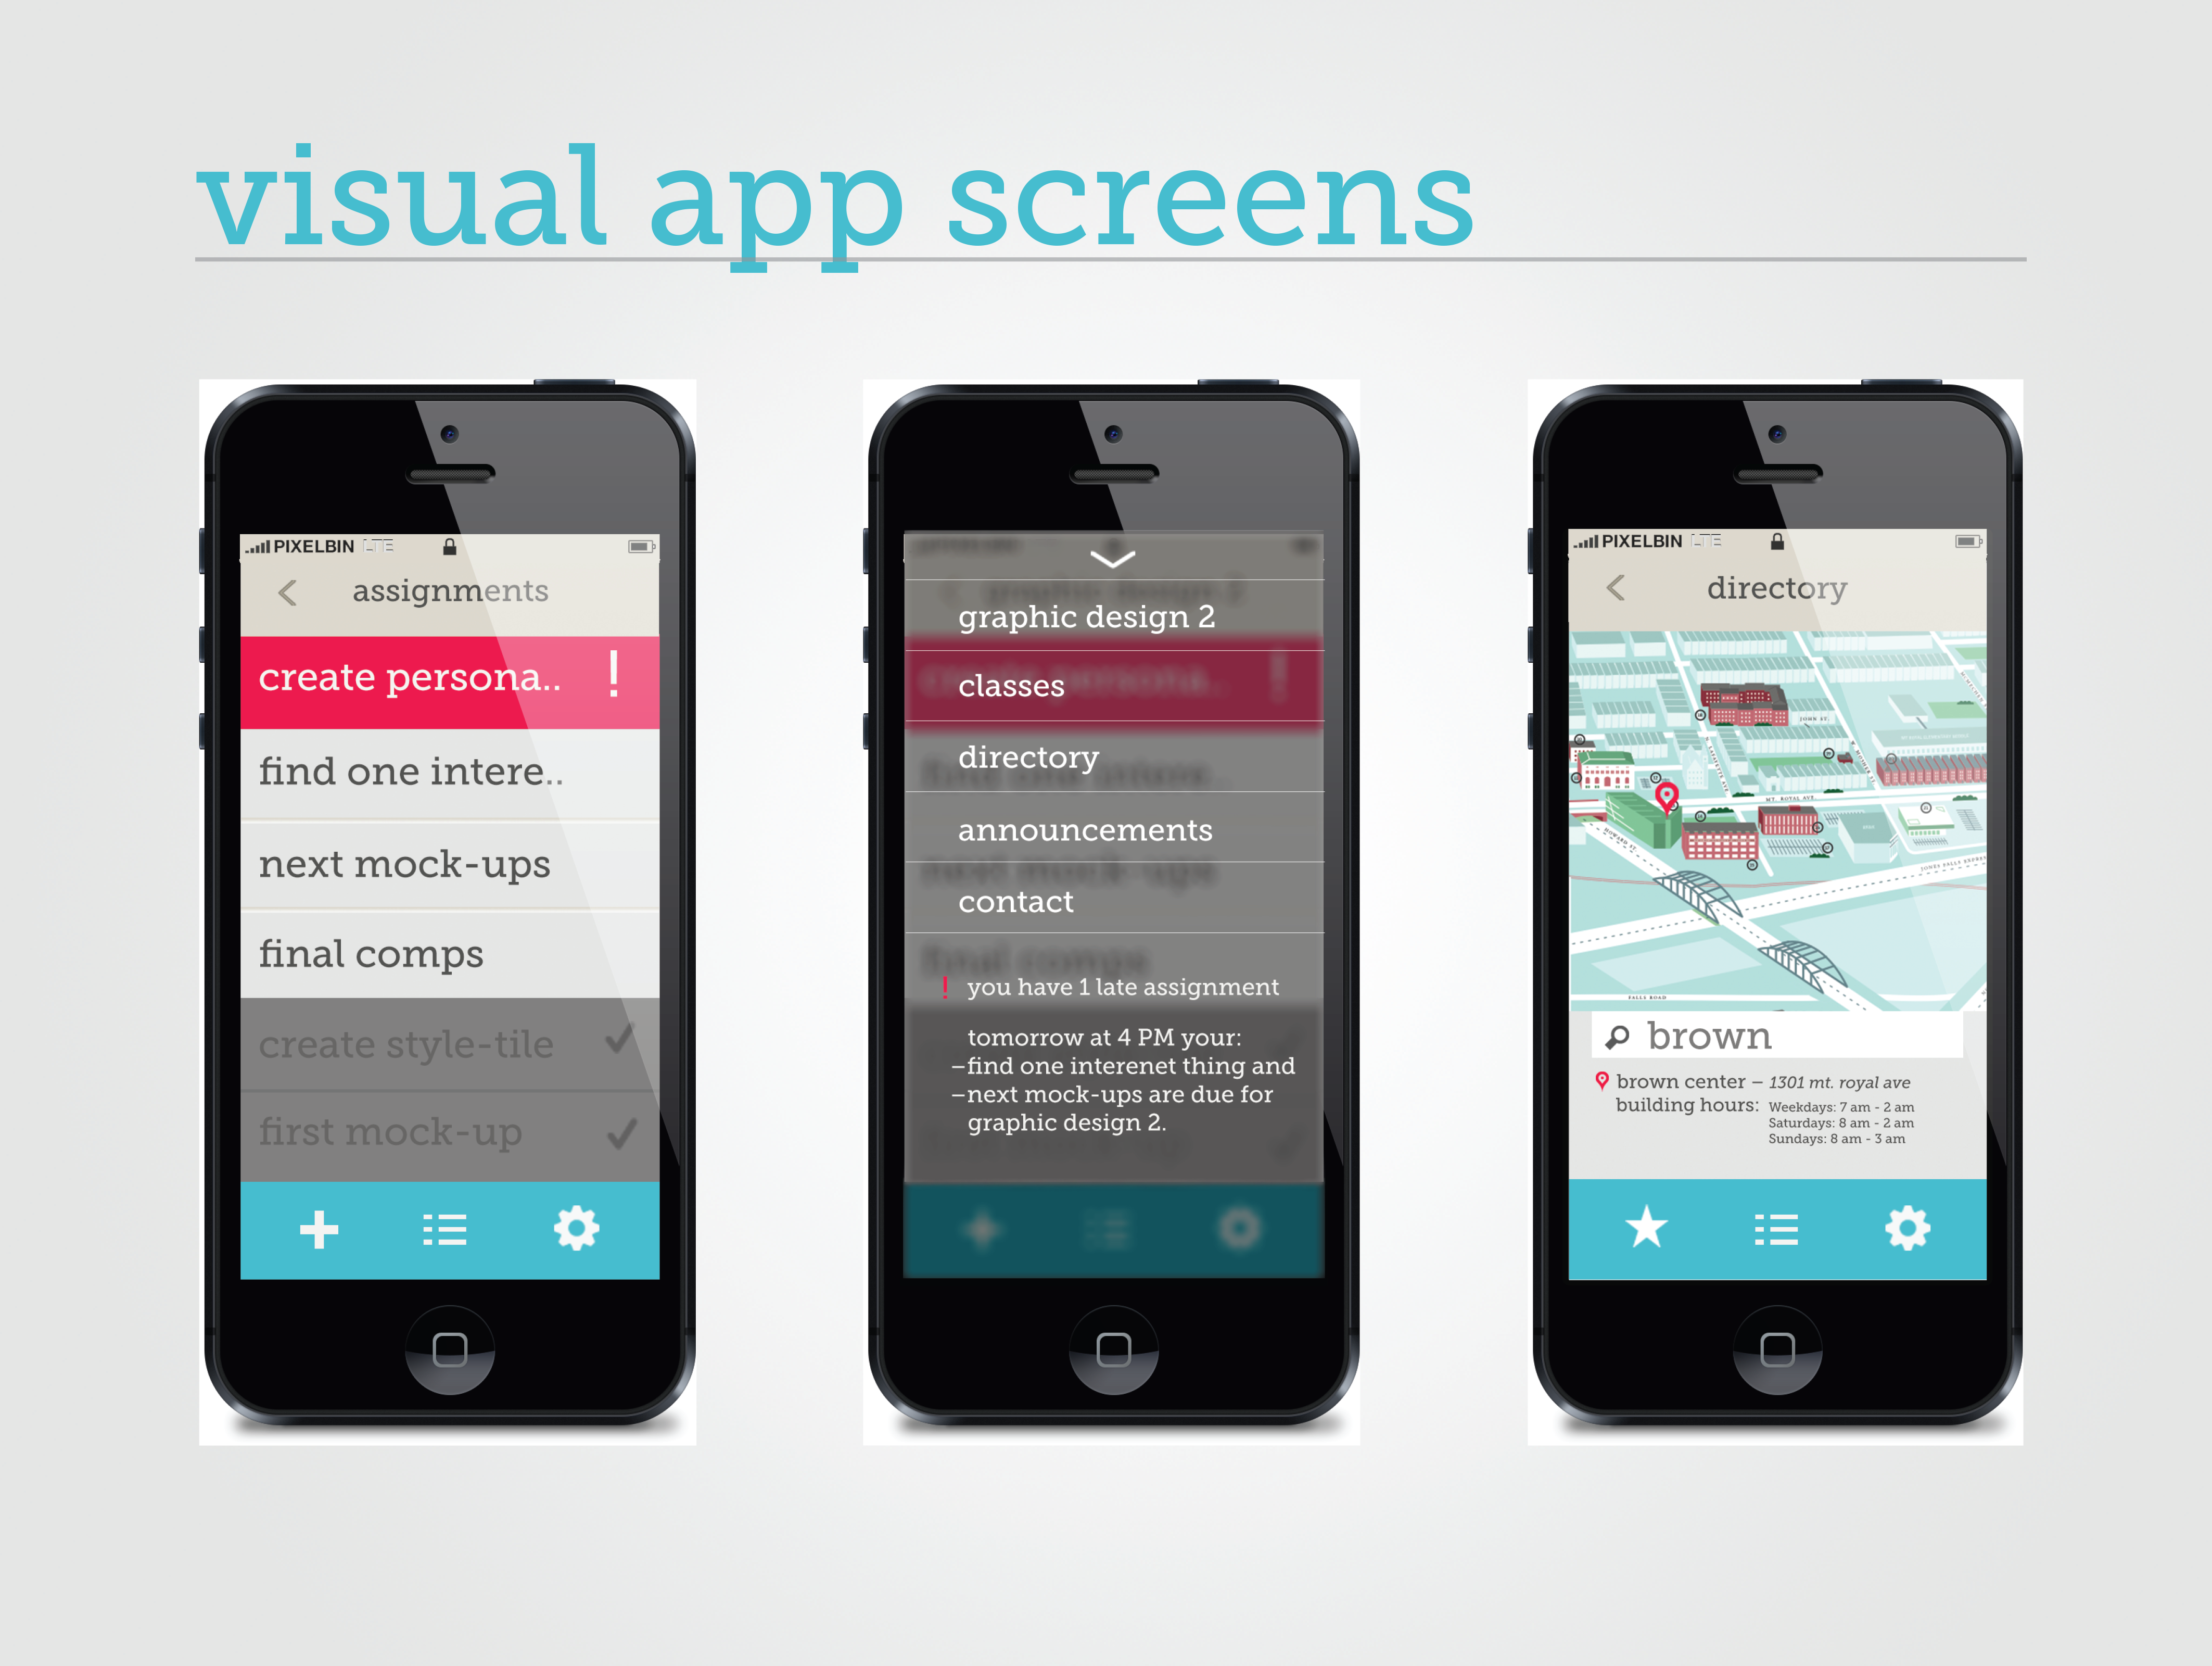 visual app screens
PIXELBIN LTE
assignments
create persona.. !
find one intere..
next mock-ups
final comps
create style-tile
first mock-up
graphic design 2
classes
directory
announcements
contact
! you have 1 late assignment
tomorrow at 4 PM your:
–find one interenet thing and
–next mock-ups are due for
graphic design 2.
PIXELBIN LTE
directory
JOHN ST.
MT. ROYAL AVE
HOWARD ST.
FALLS ROAD
brown
brown center – 1301 mt. royal ave
building hours: Weekdays: 7 am - 2 am
Saturdays: 8 am - 2 am
Sundays: 8 am - 3 am